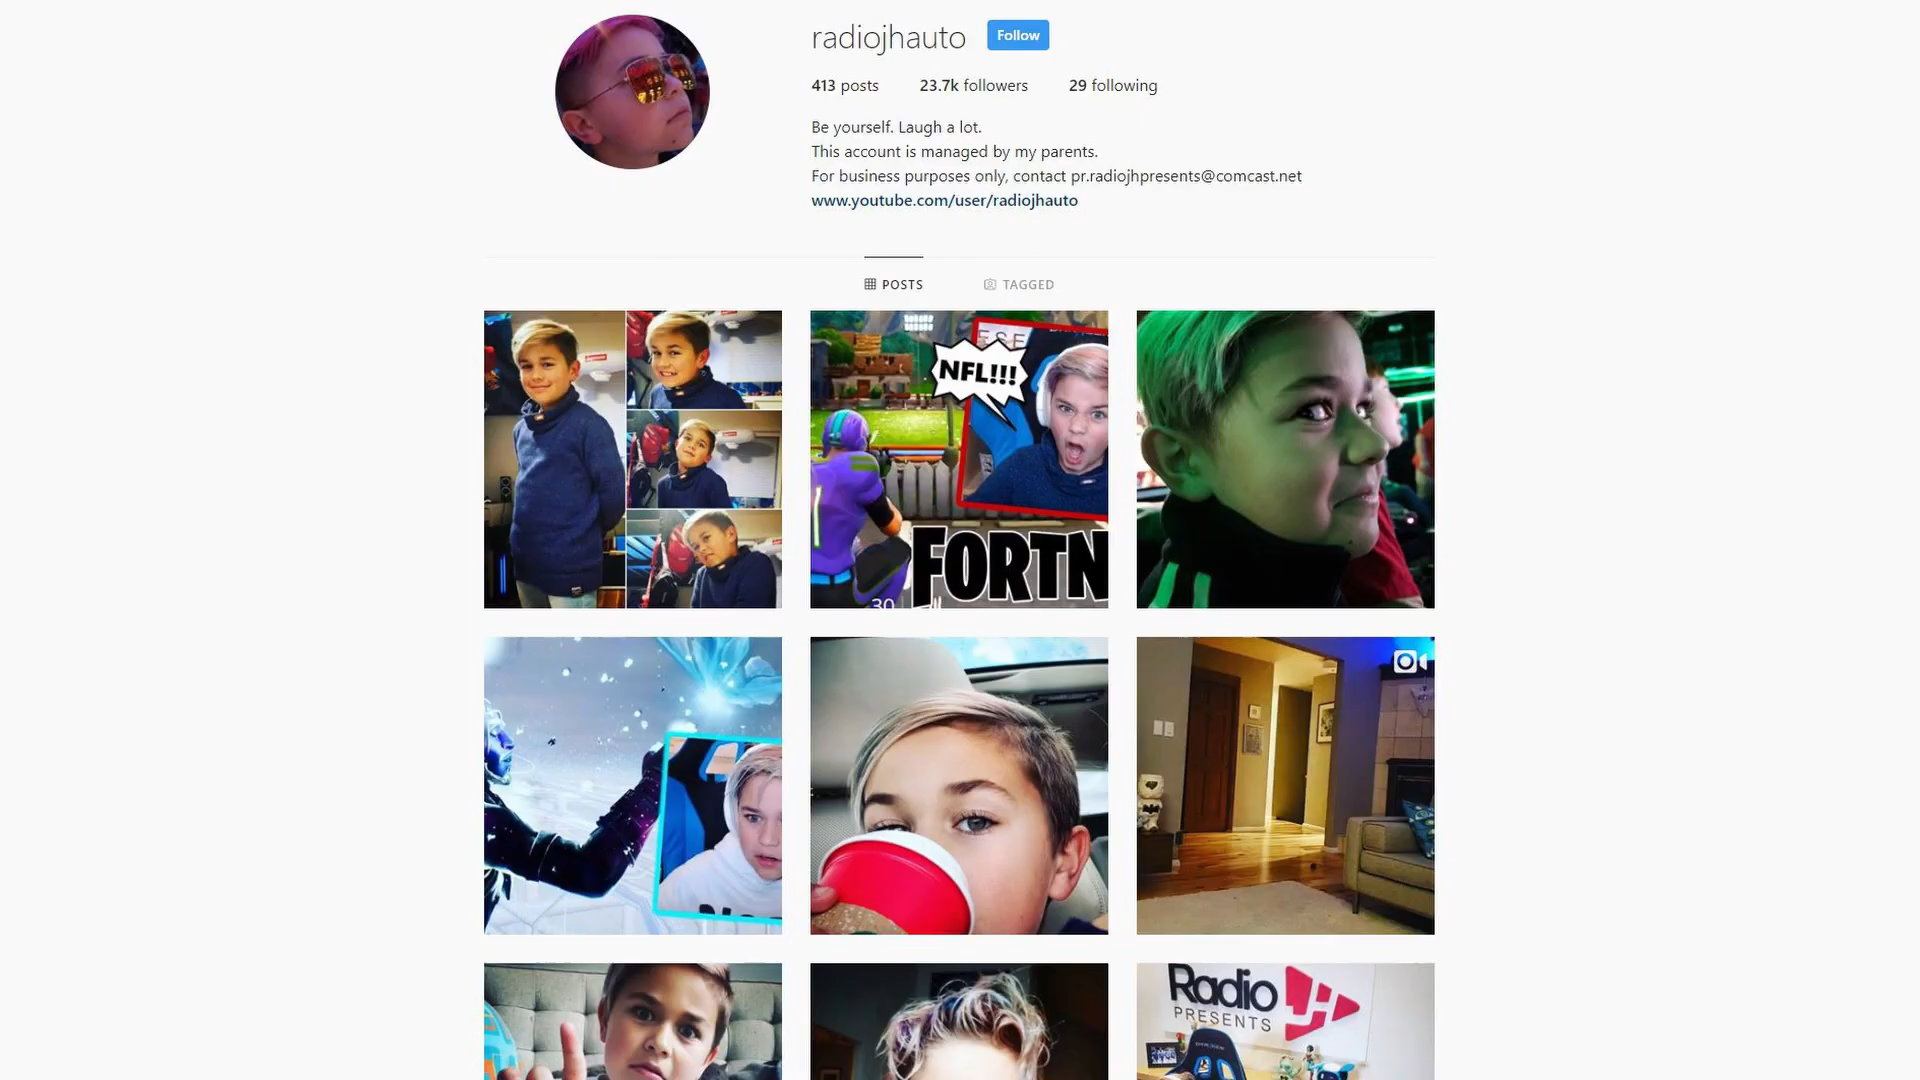 radiojhauto Follow
413 posts 23.7k followers 29 following
Be yourself. Laugh a lot.
This account is managed by my parents.
For business purposes only, contact pr.radiojhpresents@comcast.net
www.youtube.com/user/radiojhauto
POSTS TAGGED
NFL!!!
FORTN
30
Radio JH
PRESENTS